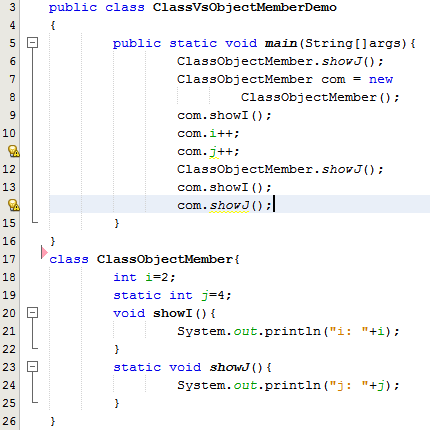 3 public class ClassVsObjectMemberDemo
4 {
5 public static void main(String[]args){
6 ClassObjectMember.showJ();
7 ClassObjectMember com = new
8 ClassObjectMember();
9 com.showI();
10 com.i++;
com.j++;
12 ClassObjectMember.showJ();
13 com.showI();
com.showJ();
15 }
16 }
17 class ClassObjectMember{
18 int i=2;
19 static int j=4;
20 void showI(){
21 System.out.println("i: "+i);
22 }
23 static void showJ(){
24 System.out.println("j: "+j);
25 }
26 }